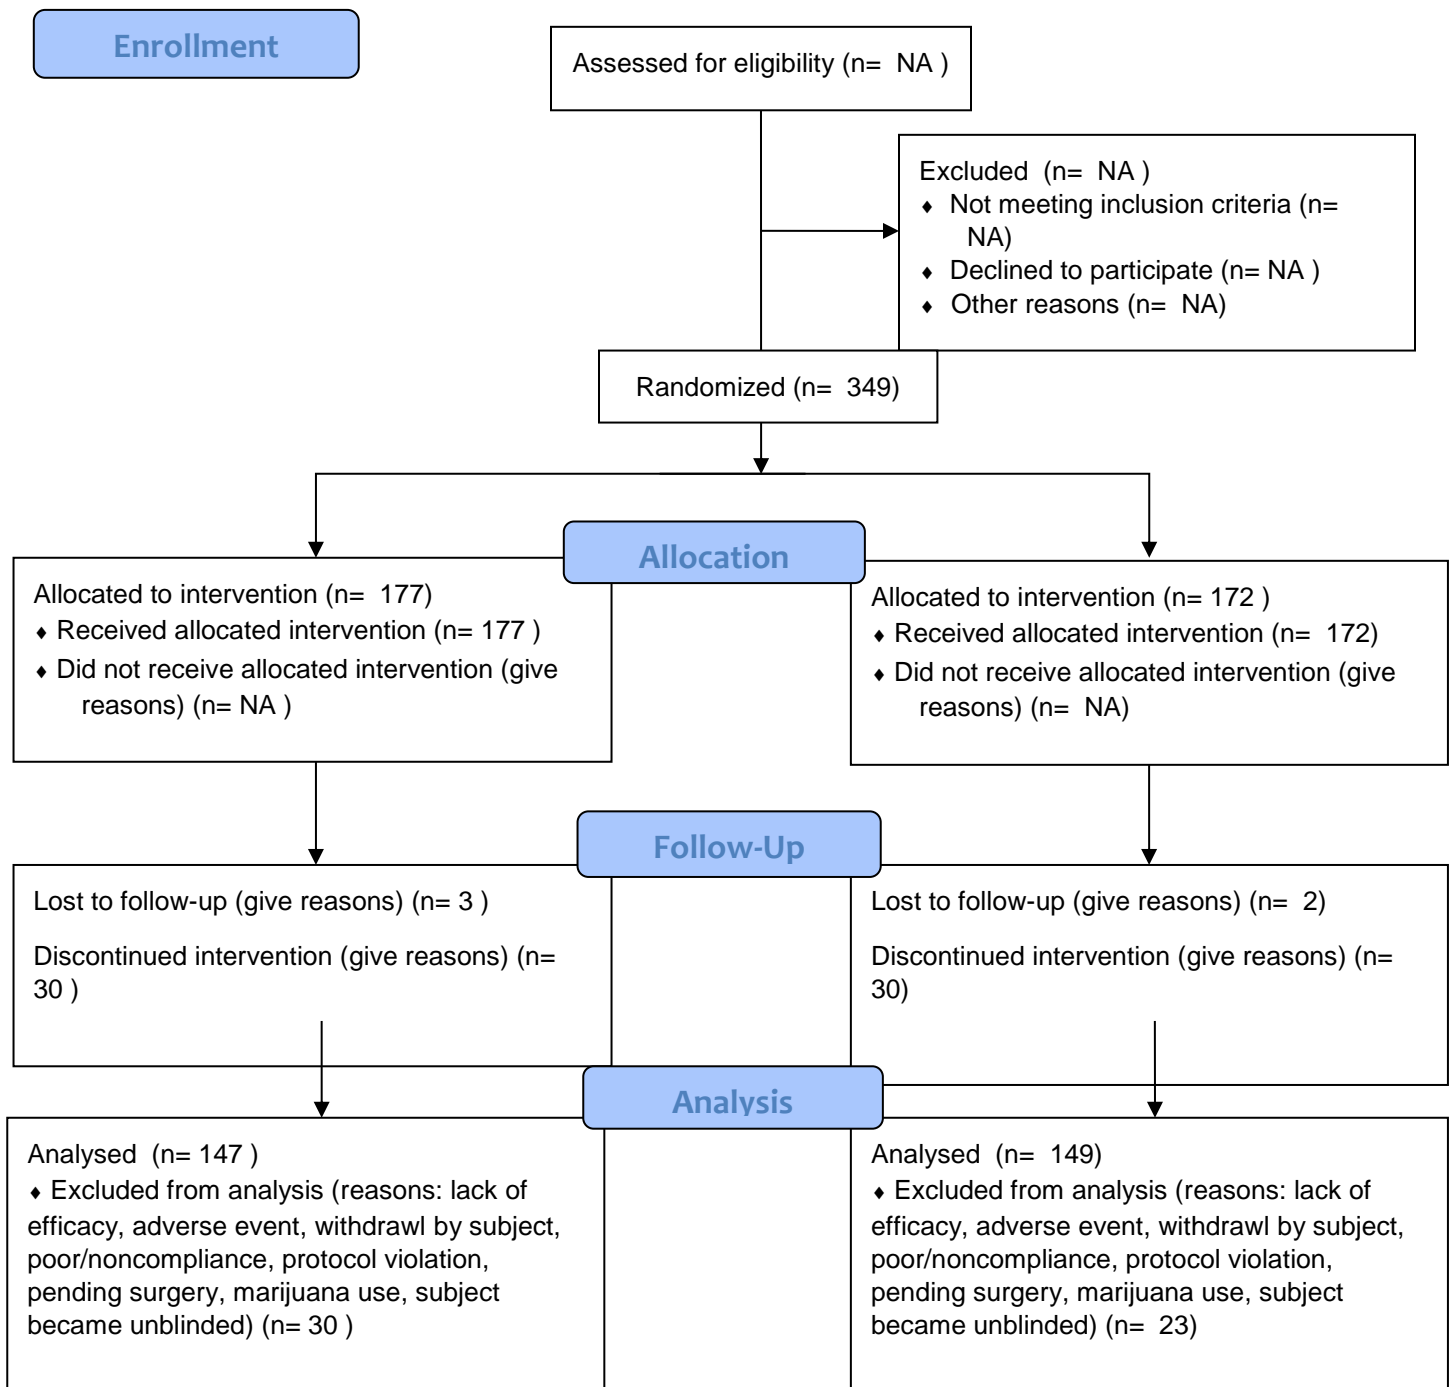 Enrollment
Assessed for eligibility (n=  NA )
Excluded  (n=  NA )
♦ Not meeting inclusion criteria (n=
NA)
♦ Declined to participate (n= NA )
♦ Other reasons (n=  NA)
Randomized (n=  349)
Allocation
Allocated to intervention (n=  177)
♦ Received allocated intervention (n= 177 )
♦ Did not receive allocated intervention (give
reasons) (n= NA )
Allocated to intervention (n= 172 )
♦ Received allocated intervention (n=  172)
♦ Did not receive allocated intervention (give
reasons) (n=  NA)
Follow-Up
Lost to follow-up (give reasons) (n= 3 )
Discontinued intervention (give reasons) (n=
30 )
Lost to follow-up (give reasons) (n=  2)
Discontinued intervention (give reasons) (n=
30)
Analysis
Analysed  (n= 147 )
♦ Excluded from analysis (reasons: lack of
efficacy, adverse event, withdrawl by subject,
poor/noncompliance, protocol violation,
pending surgery, marijuana use, subject
became unblinded) (n= 30 )
Analysed  (n=  149)
♦ Excluded from analysis (reasons: lack of
efficacy, adverse event, withdrawl by subject,
poor/noncompliance, protocol violation,
pending surgery, marijuana use, subject
became unblinded) (n=  23)